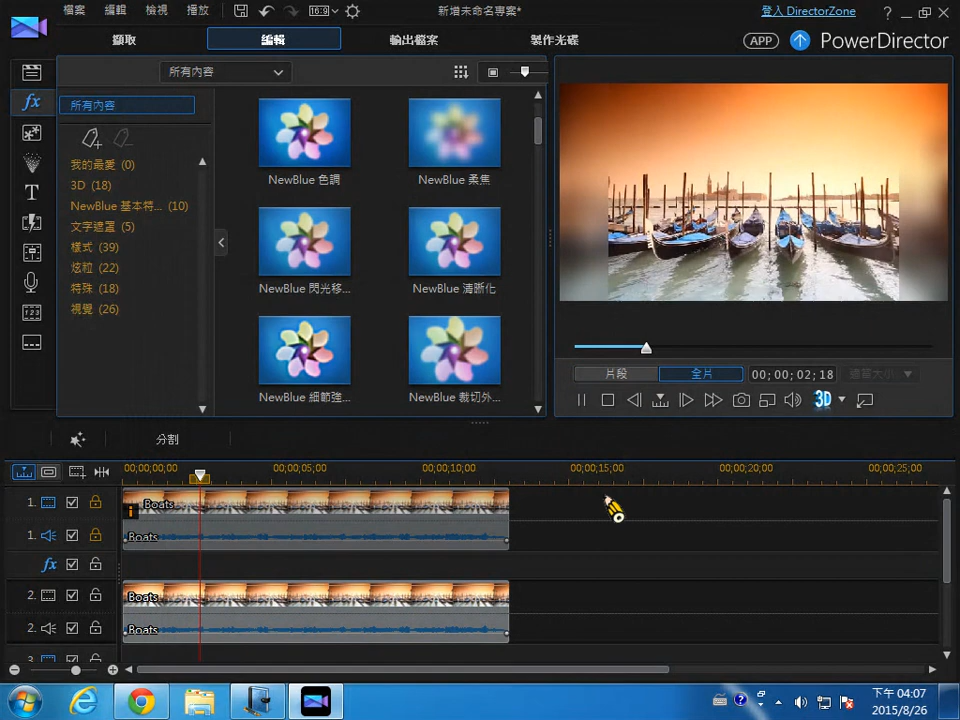 檔案 編輯 檢視 播放 16:9 新增未命名專案* 登入 DirectorZone ?
擷取 編輯 輸出檔案 製作光碟 APP PowerDirector
所有內容
fx 所有內容
我的最愛 (0)
3D (18)
NewBlue 基本特... (10)
文字遮罩 (5)
樣式 (39)
炫粒 (22)
特殊 (18)
視覺 (26)
T
NewBlue 色調 NewBlue 柔焦
NewBlue 閃光移... NewBlue 清晰化
NewBlue 細節強... NewBlue 裁切外...
片段 全片 00;00;02;18
3D
分割
00;00;00;00 00;00;05;00 00;00;10;00 00;00;15;00 00;00;20;00 00;00;25;00
1. i Boats
1. Boats
fx
2. Boats
2. Boats
3.
下午 04:07
2015/8/26